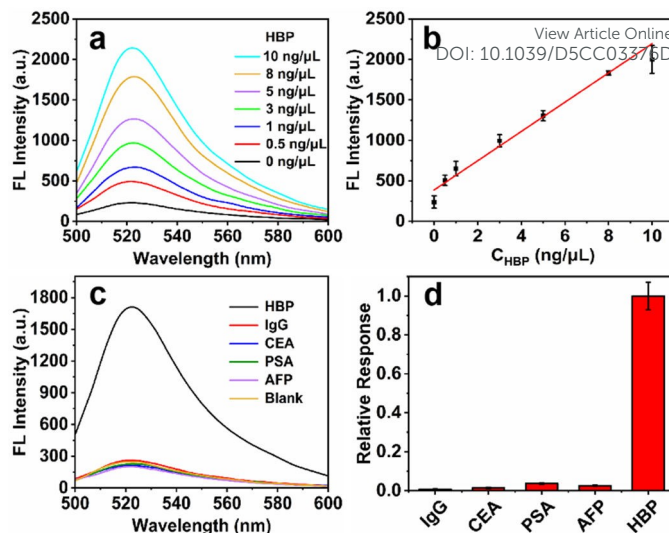 View Article Online
DOI: 10.1039/D5CC03376D
a
HBP
10 ng/μL
8 ng/μL
5 ng/μL
3 ng/μL
1 ng/μL
0.5 ng/μL
0 ng/μL
FL Intensity (a.u.)
2500
2000
1500
1000
500
0
500 520 540 560 580 600
Wavelength (nm)
b
FL Intensity (a.u.)
2500
2000
1500
1000
500
0
0 2 4 6 8 10
C HBP (ng/μL)
c
HBP
IgG
CEA
PSA
AFP
Blank
FL Intensity (a.u.)
1800
1500
1200
900
600
300
0
500 520 540 560 580 600
Wavelength (nm)
d
Relative Response
1.0
0.8
0.6
0.4
0.2
0.0
IgG CEA PSA AFP HBP